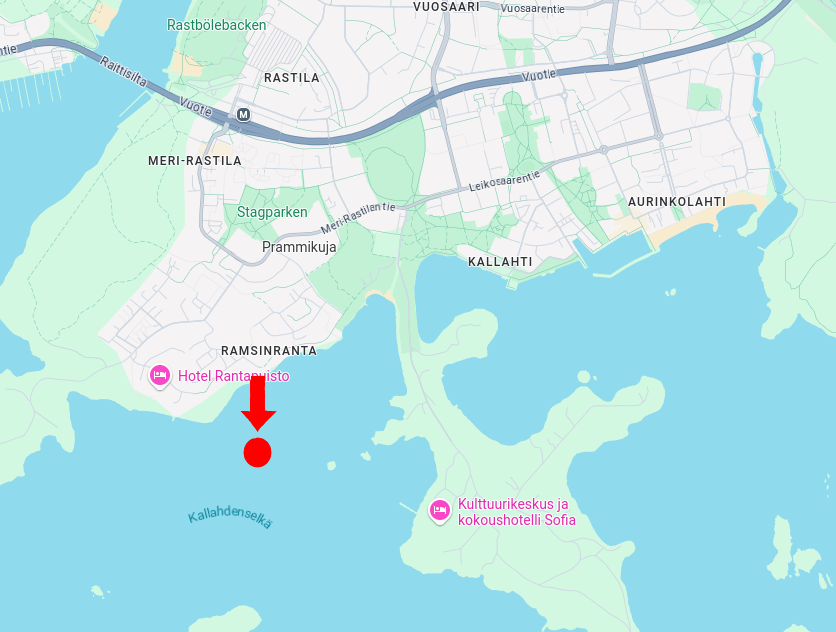 VUOSAARI
Vuosaarentie
Rastbölebacken
ntie
Raittisilta
RASTILA
Vuotie
Vuotie
M
MERI-RASTILA
Leikosaarentie
AURINKOLAHTI
Stagparken
Meri-Rastilantie
Prammikuja
KALLAHTI
RAMSINRANTA
Hotel Rantapuisto
Kulttuurikeskus ja
kokoushotelli Sofia
Kallahdenselkä